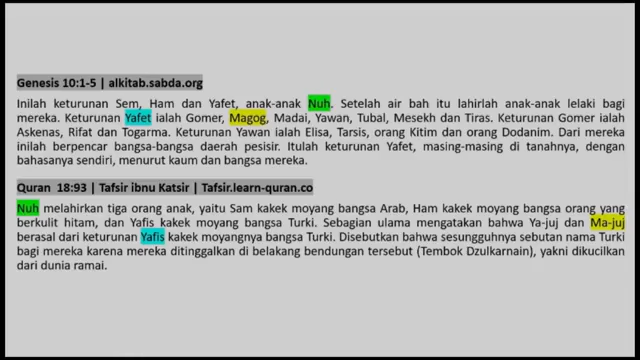 Genesis 10:1-5 | alkitab.sabda.org
Inilah keturunan Sem, Ham dan Yafet, anak-anak Nuh. Setelah air bah itu lahirlah anak-anak lelaki bagi
mereka. Keturunan Yafet ialah Gomer, Magog, Madai, Yawan, Tubal, Mesekh dan Tiras. Keturunan Gomer ialah
Askenas, Rifat dan Togarma. Keturunan Yawan ialah Elisa, Tarsis, orang Kitim dan orang Dodanim. Dari mereka
inilah berpencar bangsa-bangsa daerah pesisir. Itulah keturunan Yafet, masing-masing di tanahnya, dengan
bahasanya sendiri, menurut kaum dan bangsa mereka.
Quran 18:93 | Tafsir ibnu Katsir | Tafsir.learn-quran.co
Nuh melahirkan tiga orang anak, yaitu Sam kakek moyang bangsa Arab, Ham kakek moyang bangsa orang yang
berkulit hitam, dan Yafis kakek moyang bangsa Turki. Sebagian ulama mengatakan bahwa Ya-juj dan Ma-juj
berasal dari keturunan Yafis kakek moyangnya bangsa Turki. Disebutkan bahwa sesungguhnya sebutan nama Turki
bagi mereka karena mereka ditinggalkan di belakang bendungan tersebut (Tembok Dzulkarnain), yakni dikucilkan
dari dunia ramai.